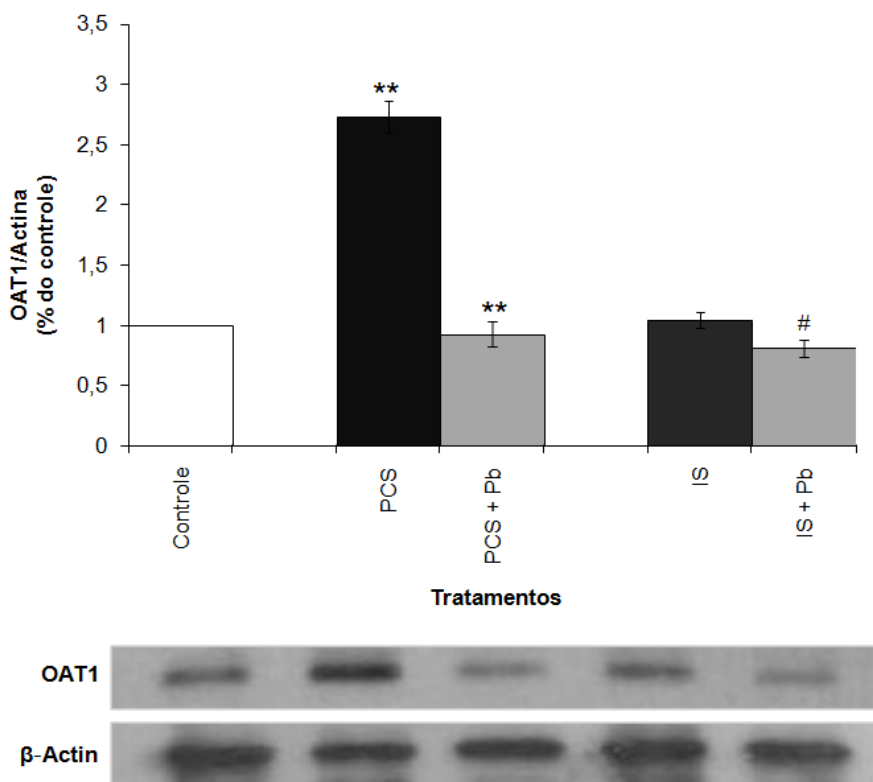 3,5
3
2,5
2
1,5
1
0,5
0
OAT1/Actina
(% do controle)
**
**
#
Controle
PCS
PCS + Pb
IS
IS + Pb
Tratamentos
OAT1
β-Actin